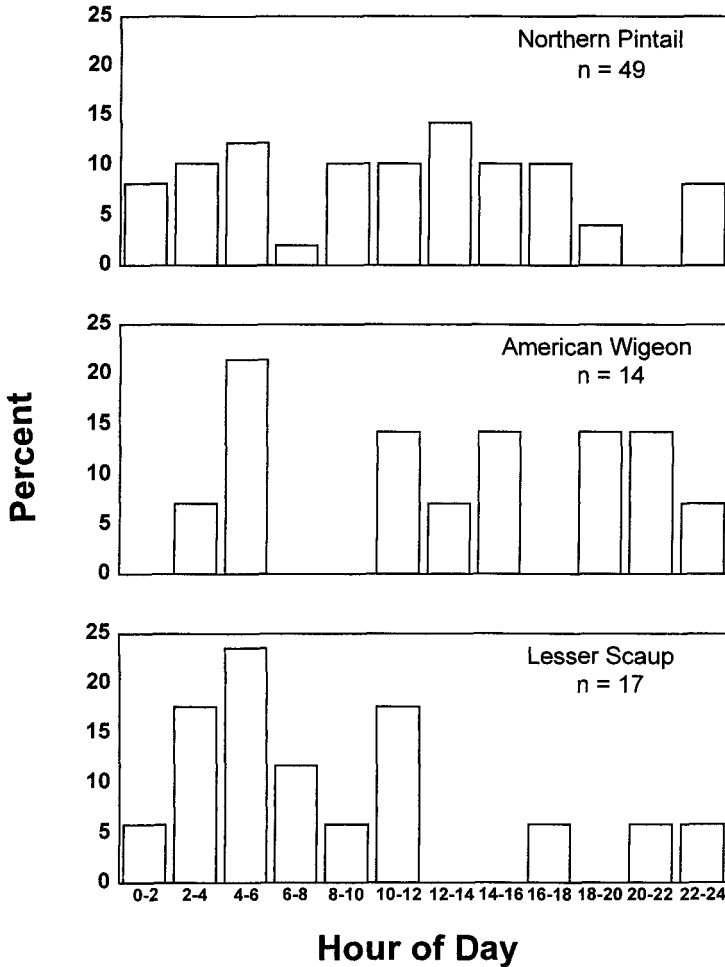 25
20
15
10
5
0
Northern Pintail
n = 49
25
20
15
10
5
0
American Wigeon
n = 14
Percent
25
20
15
10
5
0
Lesser Scaup
n = 17
0-2 2-4 4-6 6-8 8-10 10-12 12-14 14-16 16-18 18-20 20-22 22-24
Hour of Day